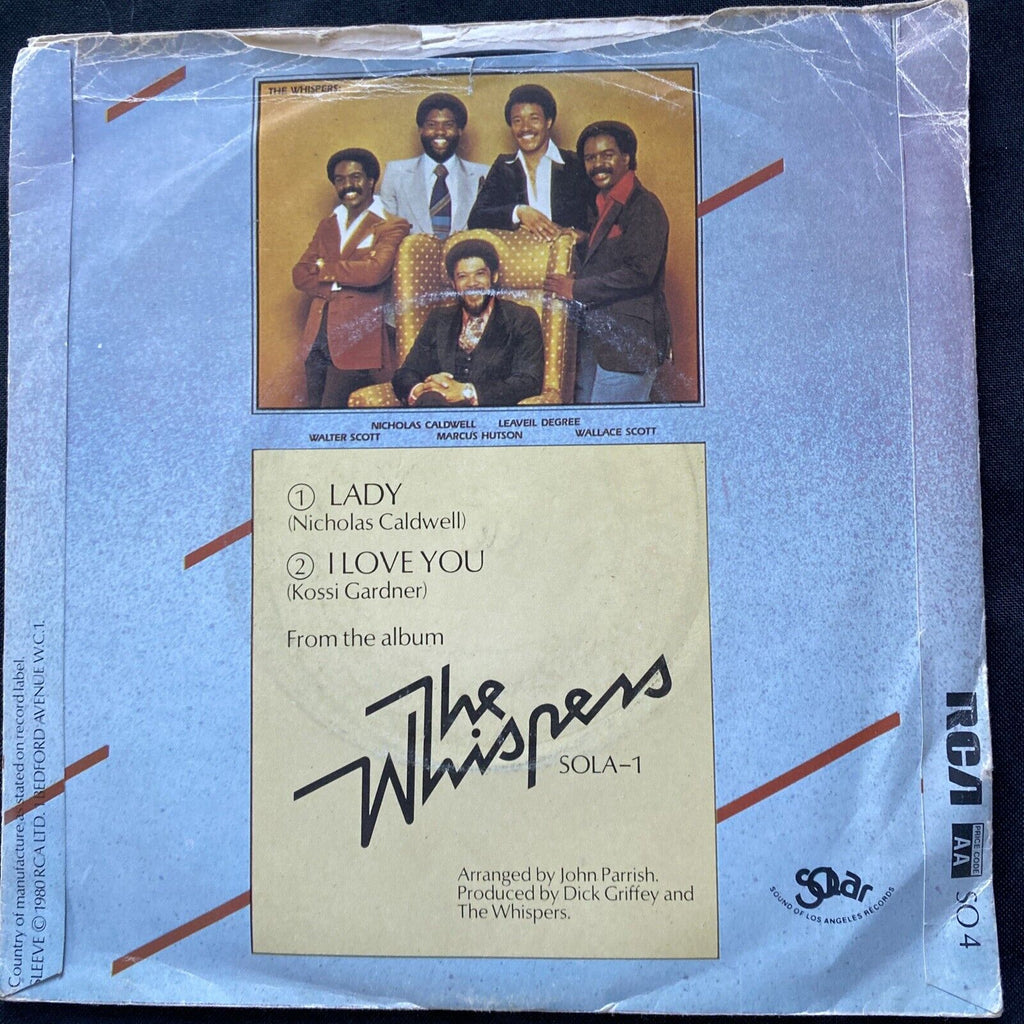 THE WHISPERS:
NICHOLAS CALDWELL LEAVEIL DEGREE
WALTER SCOTT MARCUS HUTSON WALLACE SCOTT
① LADY
(Nicholas Caldwell)
② I LOVE YOU
(Kossi Gardner)
From the album
The
Whispers
SOLA-1
Arranged by John Parrish.
Produced by Dick Griffey and
The Whispers.
Solar
SOUND OF LOS ANGELES RECORDS
RCA
PRICE CODE
AA
SO 4
Country of manufacture as stated on record label.
SLEEVE © 1980 RCA LTD. 1 BEDFORD AVENUE W.C.1.